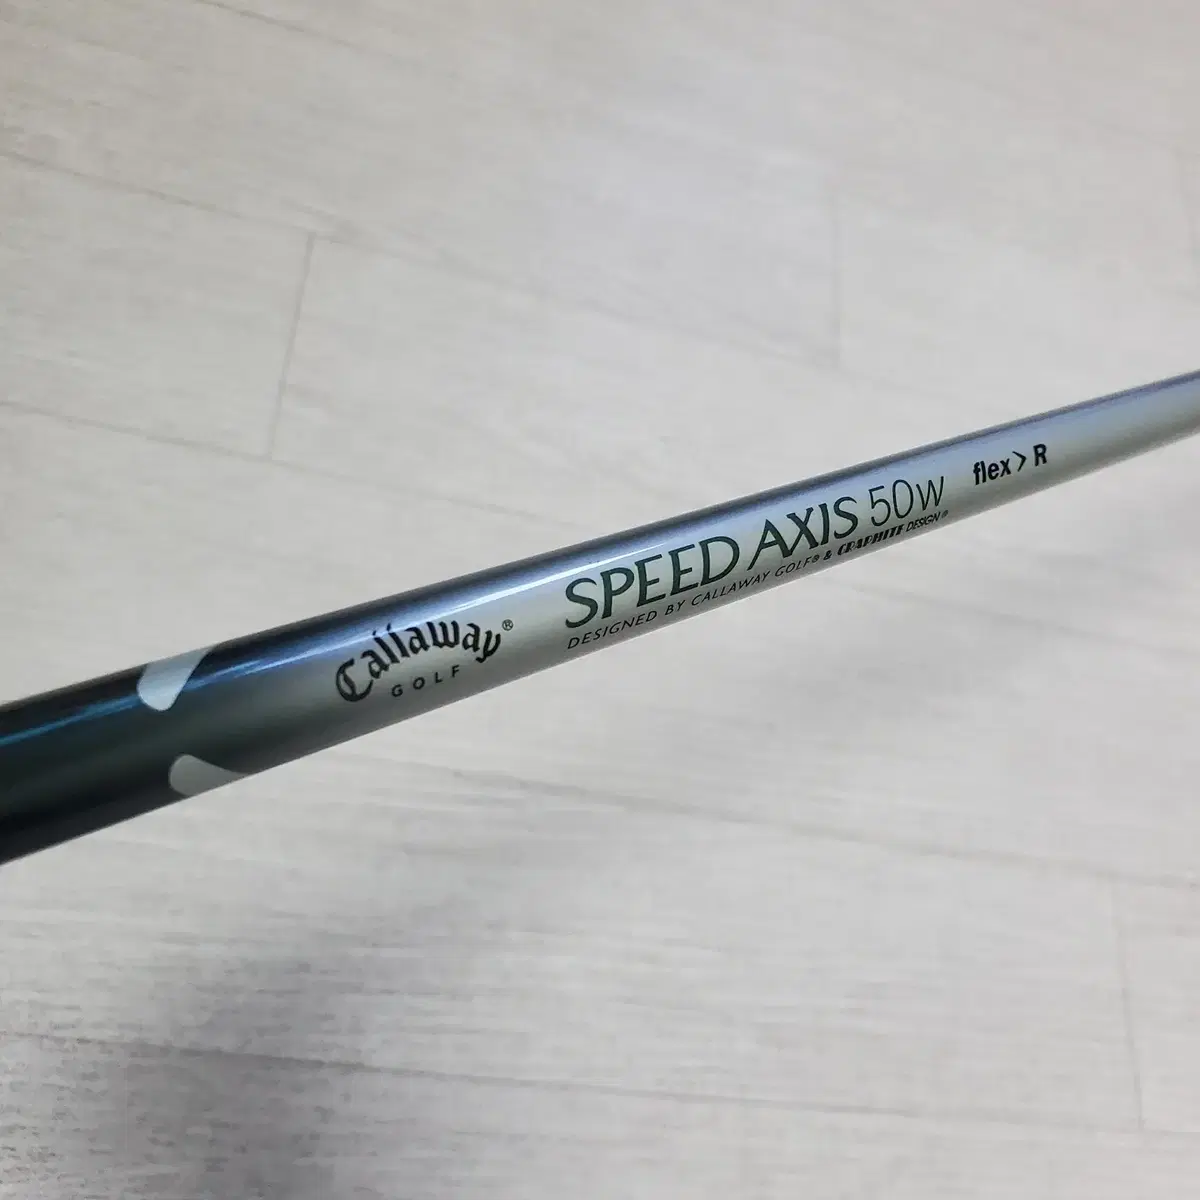 Callaway®
GOLF
SPEED AXIS 50w
DESIGNED BY CALLAWAY GOLF® & GRAPHITE DESIGN®
flex > R